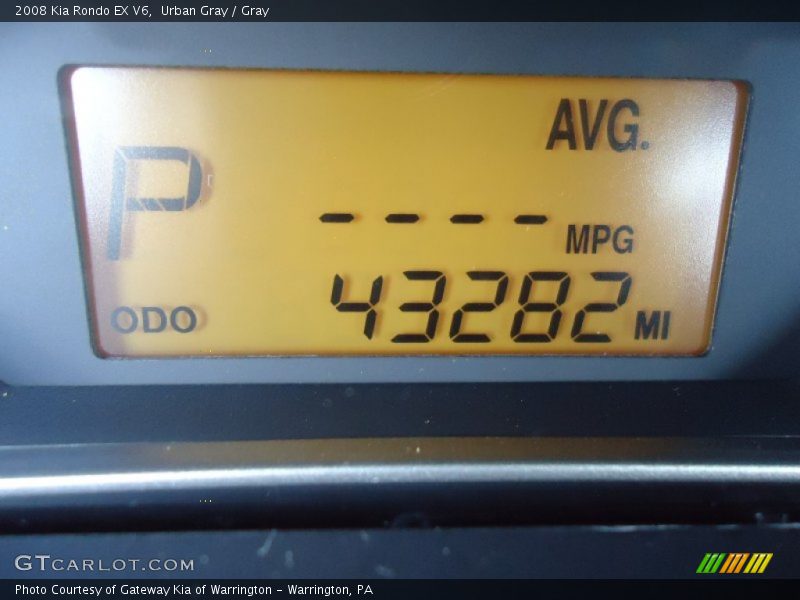 2008 Kia Rondo EX V6, Urban Gray / Gray
AVG.
P
- - - - MPG
ODO 43282 MI
GTCARLOT.COM
Photo Courtesy of Gateway Kia of Warrington - Warrington, PA